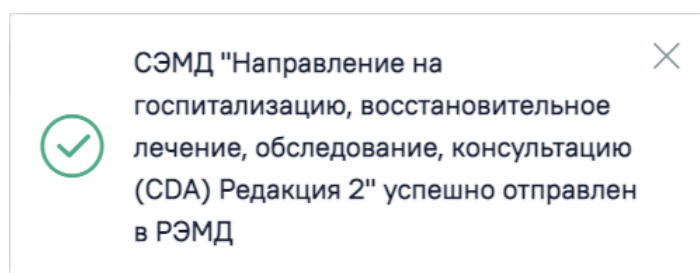 СЭМД "Направление на
госпитализацию, восстановительное
лечение, обследование, консультацию
(CDA) Редакция 2" успешно отправлен
в РЭМД